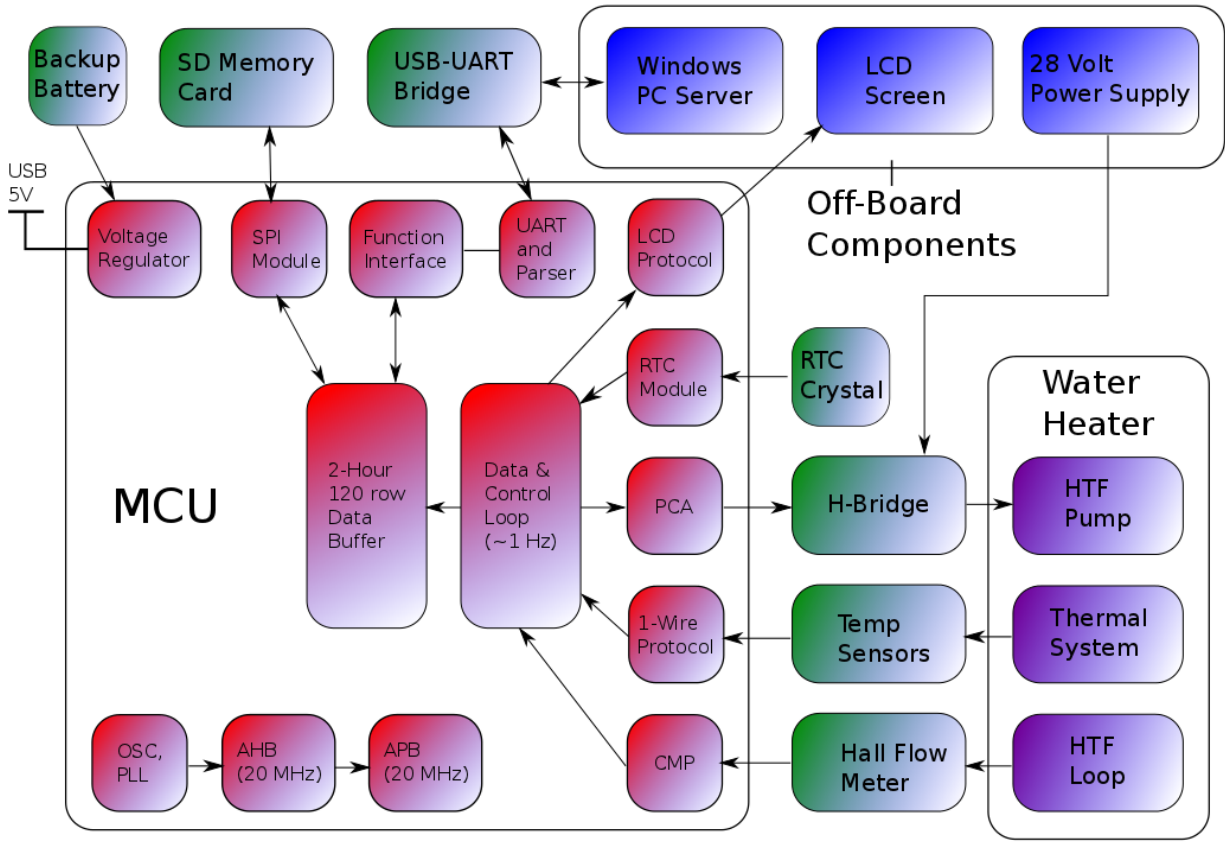 Backup
Battery
SD Memory
Card
USB-UART
Bridge
Windows
PC Server
LCD
Screen
28 Volt
Power Supply
USB
5V
Off-Board
Components
Voltage
Regulator
SPI
Module
Function
Interface
UART
and
Parser
LCD
Protocol
RTC
Module
RTC
Crystal
Water
Heater
MCU
2-Hour
120 row
Data
Buffer
Data &
Control
Loop
(~1 Hz)
PCA
H-Bridge
HTF
Pump
1-Wire
Protocol
Temp
Sensors
Thermal
System
OSC,
PLL
AHB
(20 MHz)
APB
(20 MHz)
CMP
Hall Flow
Meter
HTF
Loop